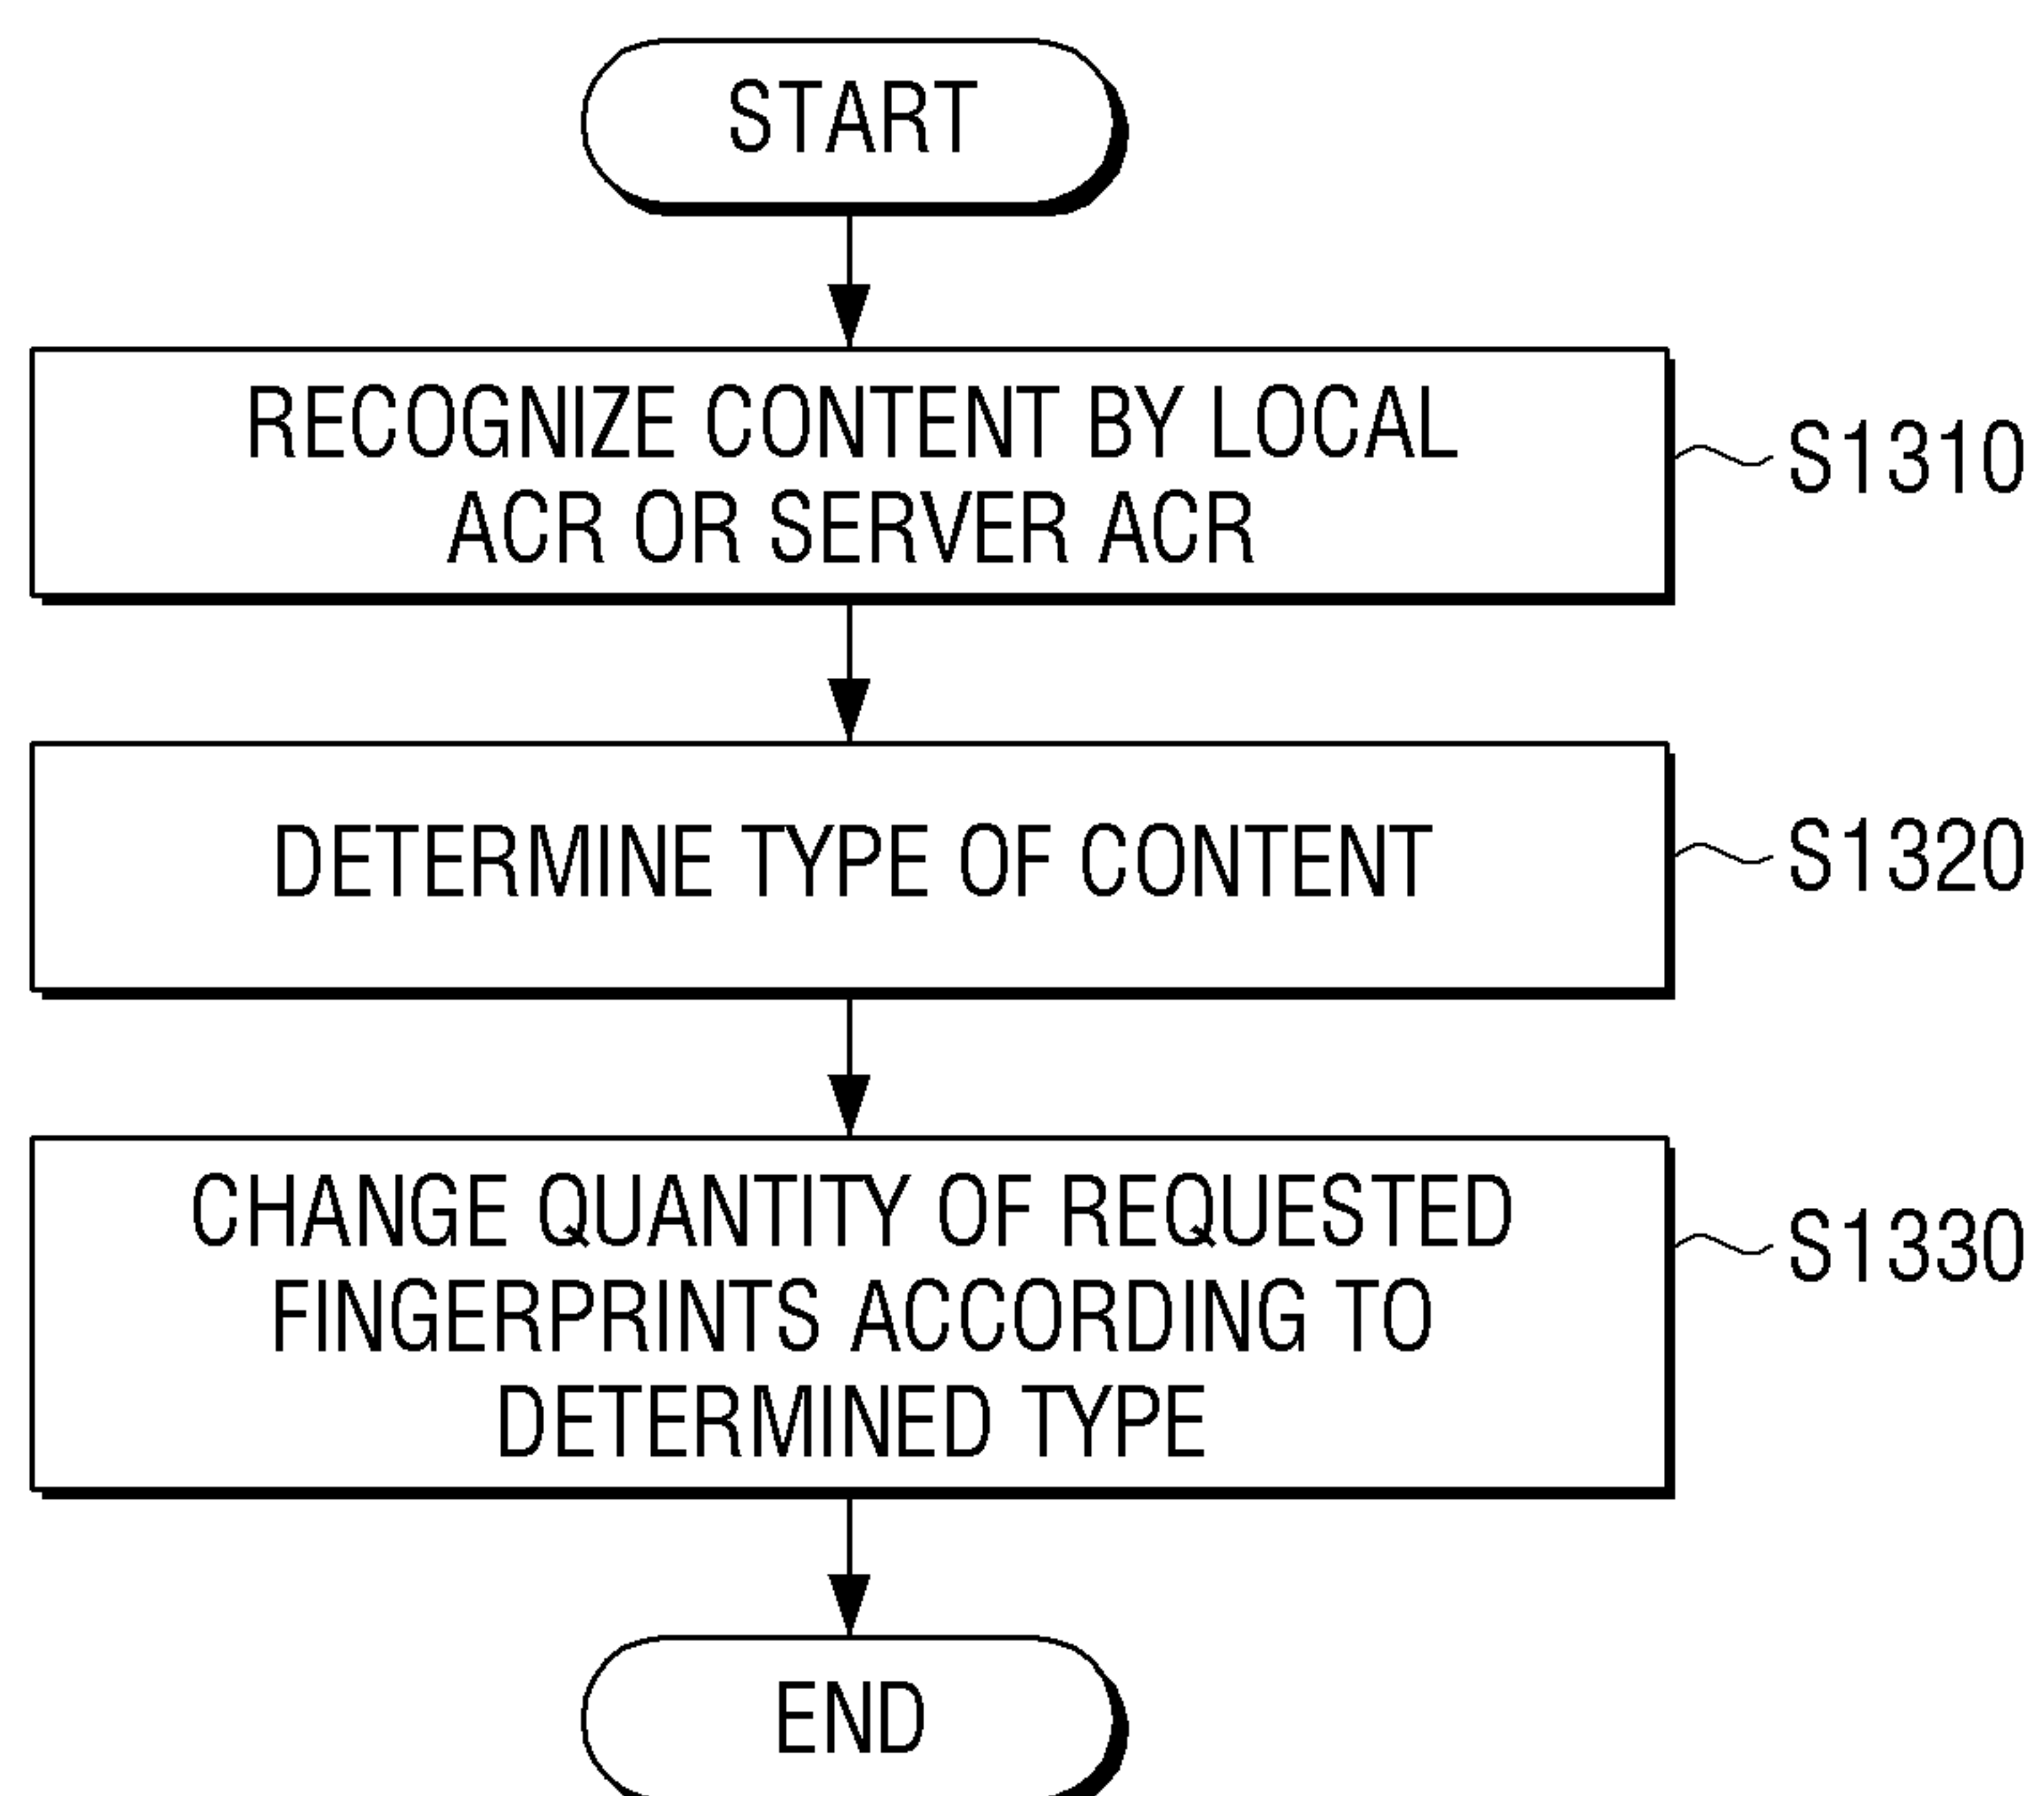 START
RECOGNIZE CONTENT BY LOCAL
ACR OR SERVER ACR
S1310
DETERMINE TYPE OF CONTENT
S1320
CHANGE QUANTITY OF REQUESTED
FINGERPRINTS ACCORDING TO
DETERMINED TYPE
S1330
END